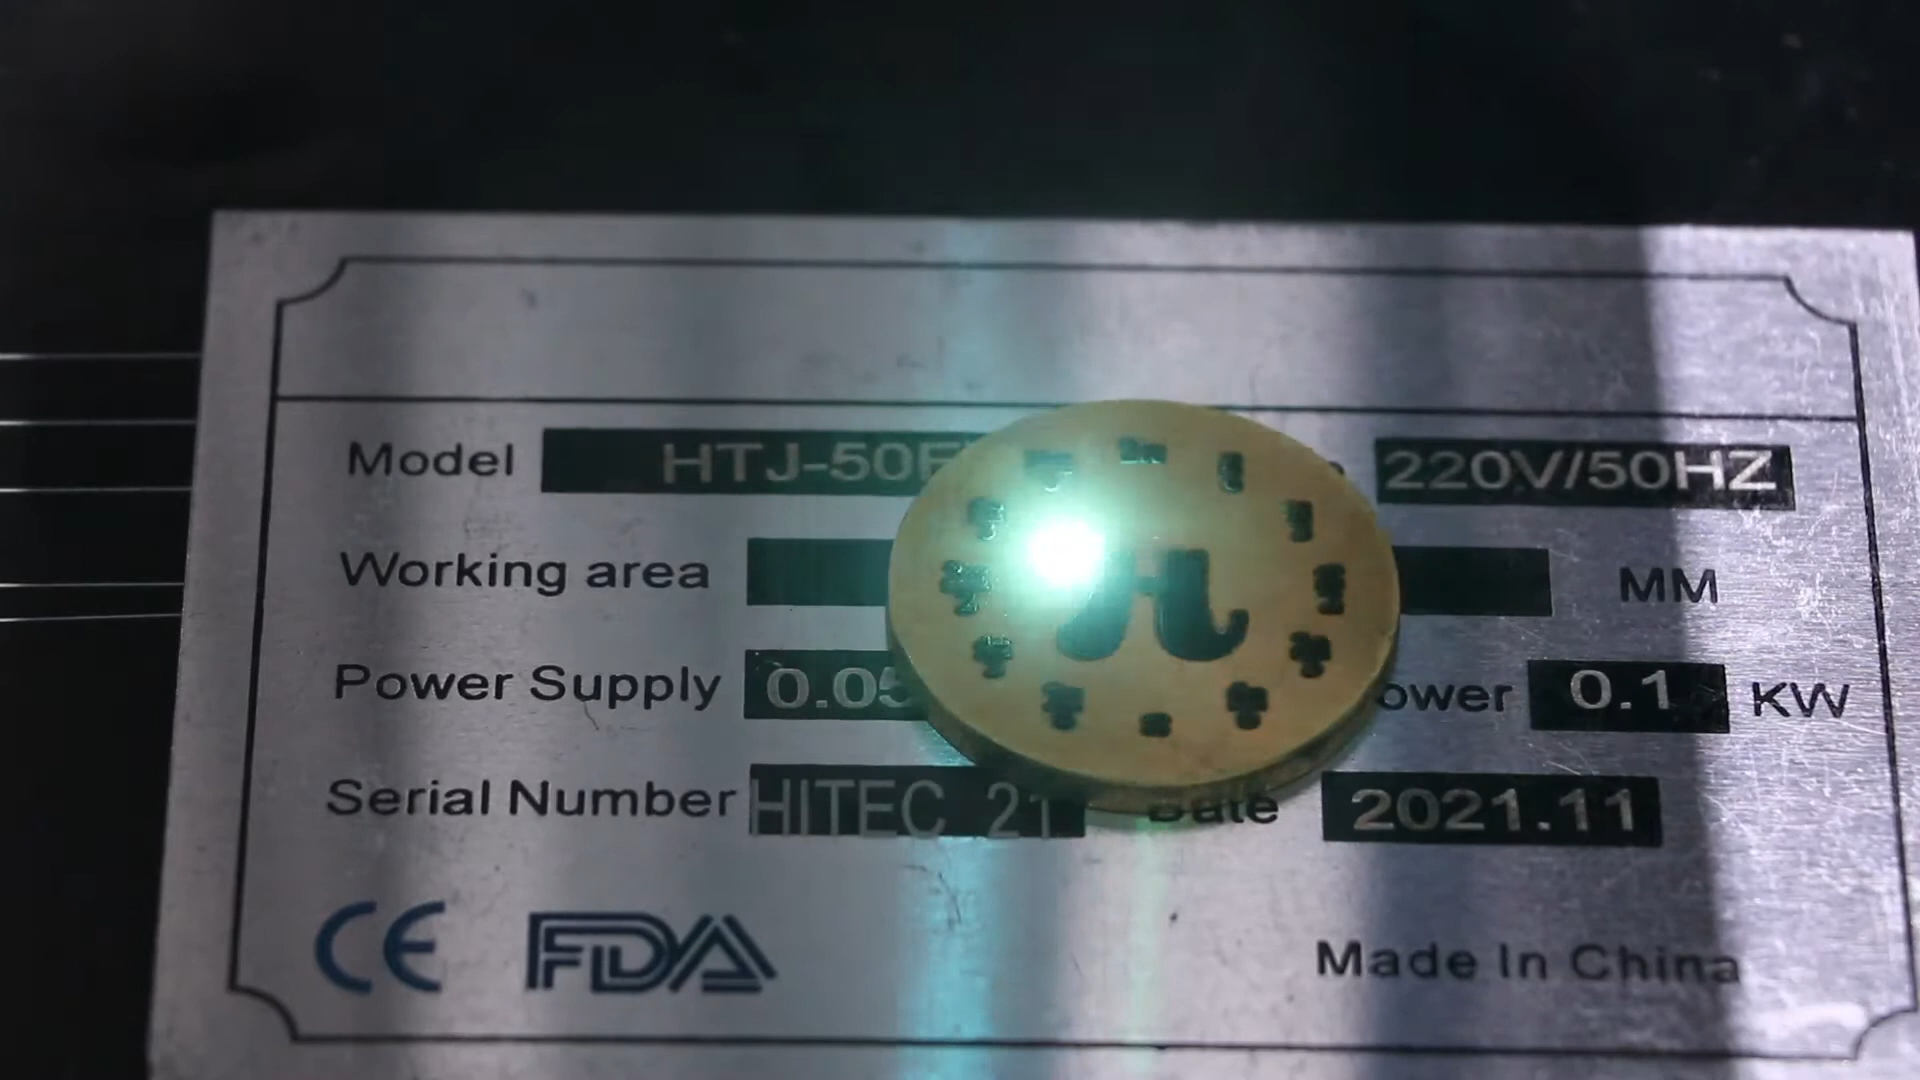 Model HTJ-50F 220V/50HZ
Working area MM
Power Supply 0.05 ower 0.1 KW
Serial Number HITEC 21 Date 2021.11
CE FDA Made In China
π